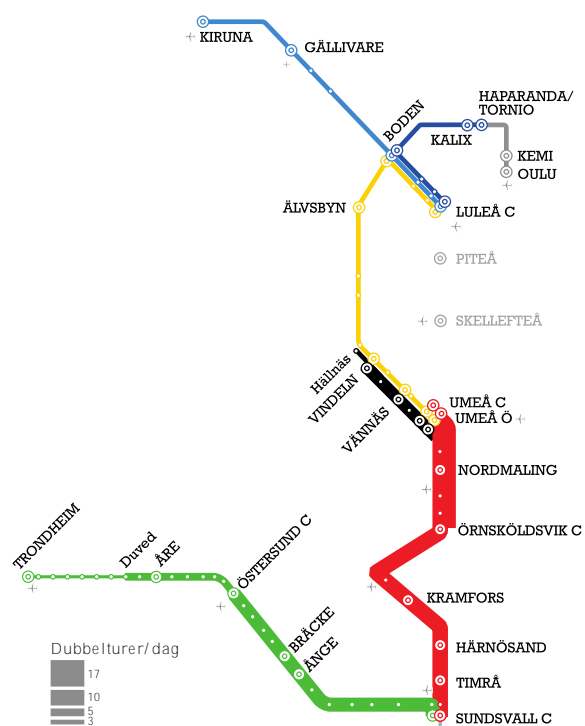 KIRUNA
GÄLLIVARE
HAPARANDA/
TORNIO
BODEN
KALIX
KEMI
OULU
ÄLVSBYN
LULEÅ C
PITEÅ
SKELLEFTEÅ
Hällnäs
VINDELN
VÄNNÄS
UMEÅ C
UMEÅ Ö
NORDMALING
ÖRNSKÖLDSVIK C
TRONDHEIM
Duved
ÅRE
ÖSTERSUND C
KRAMFORS
BRÄCKE
ÅNGE
HÄRNÖSAND
TIMRÅ
SUNDSVALL C
Dubbelturer/dag
17
10
5
3